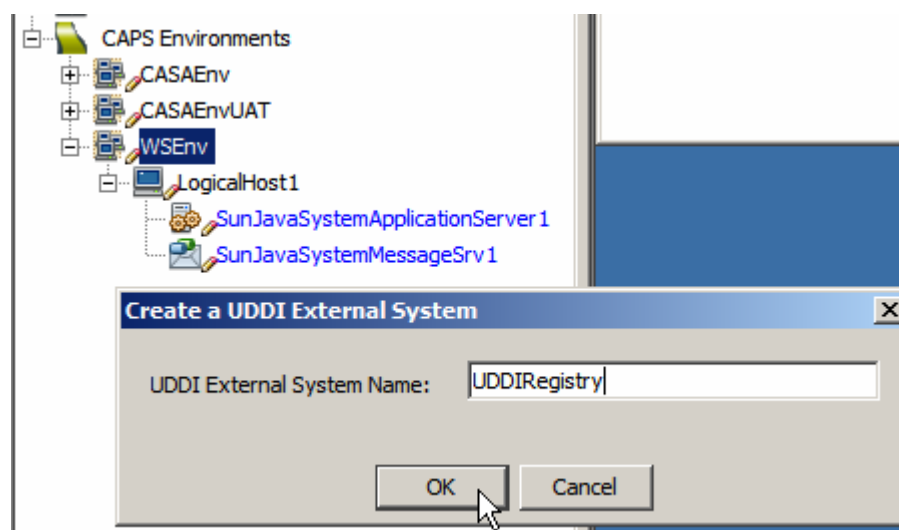 CAPS Environments
CASAEnv
CASAEnvUAT
WSEnv
LogicalHost1
SunJavaSystemApplicationServer1
SunJavaSystemMessageSrv1
Create a UDDI External System
UDDI External System Name: UDDIRegistry
OK Cancel